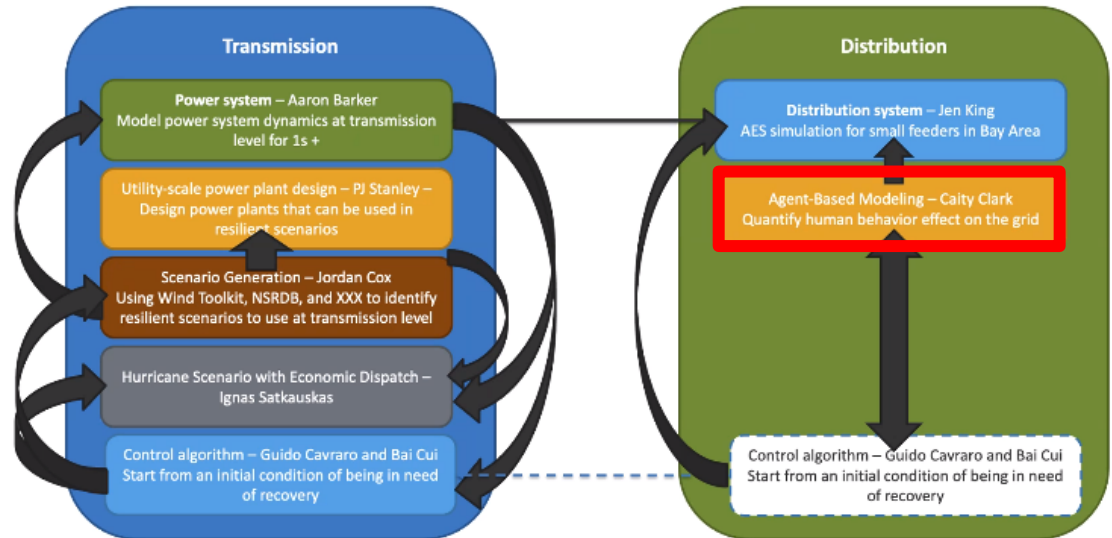 Transmission
Power system – Aaron Barker
Model power system dynamics at transmission
level for 1s +
Utility-scale power plant design – PJ Stanley –
Design power plants that can be used in
resilient scenarios
Scenario Generation – Jordan Cox
Using Wind Toolkit, NSRDB, and XXX to identify
resilient scenarios to use at transmission level
Hurricane Scenario with Economic Dispatch –
Ignas Satkauskas
Control algorithm – Guido Cavraro and Bai Cui
Start from an initial condition of being in need
of recovery
Distribution
Distribution system – Jen King
AES simulation for small feeders in Bay Area
Agent-Based Modeling – Caity Clark
Quantify human behavior effect on the grid
Control algorithm – Guido Cavraro and Bai Cui
Start from an initial condition of being in need
of recovery